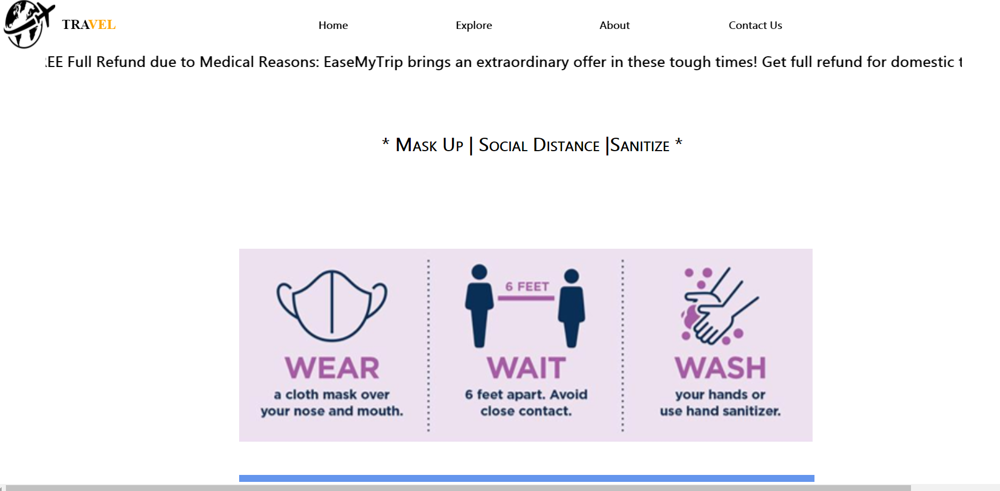 TRAVEL
Home Explore About Contact Us
EE Full Refund due to Medical Reasons: EaseMyTrip brings an extraordinary offer in these tough times! Get full refund for domestic
* Mask Up | Social Distance |Sanitize *
6 FEET
WEAR
a cloth mask over
your nose and mouth.
WAIT
6 feet apart. Avoid
close contact.
WASH
your hands or
use hand sanitizer.